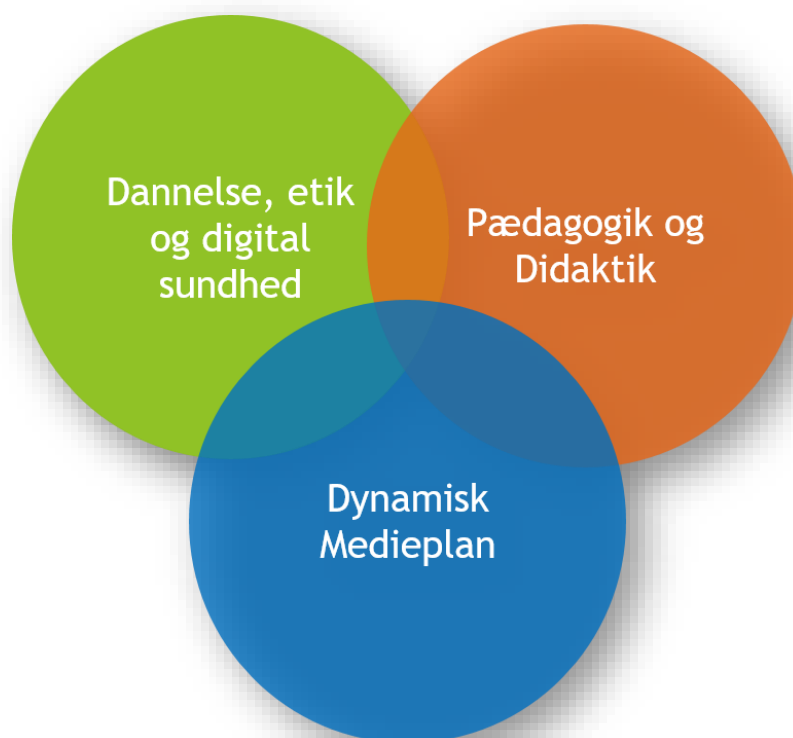 Dannelse, etik
og digital
sundhed
Pædagogik og
Didaktik
Dynamisk
Medieplan